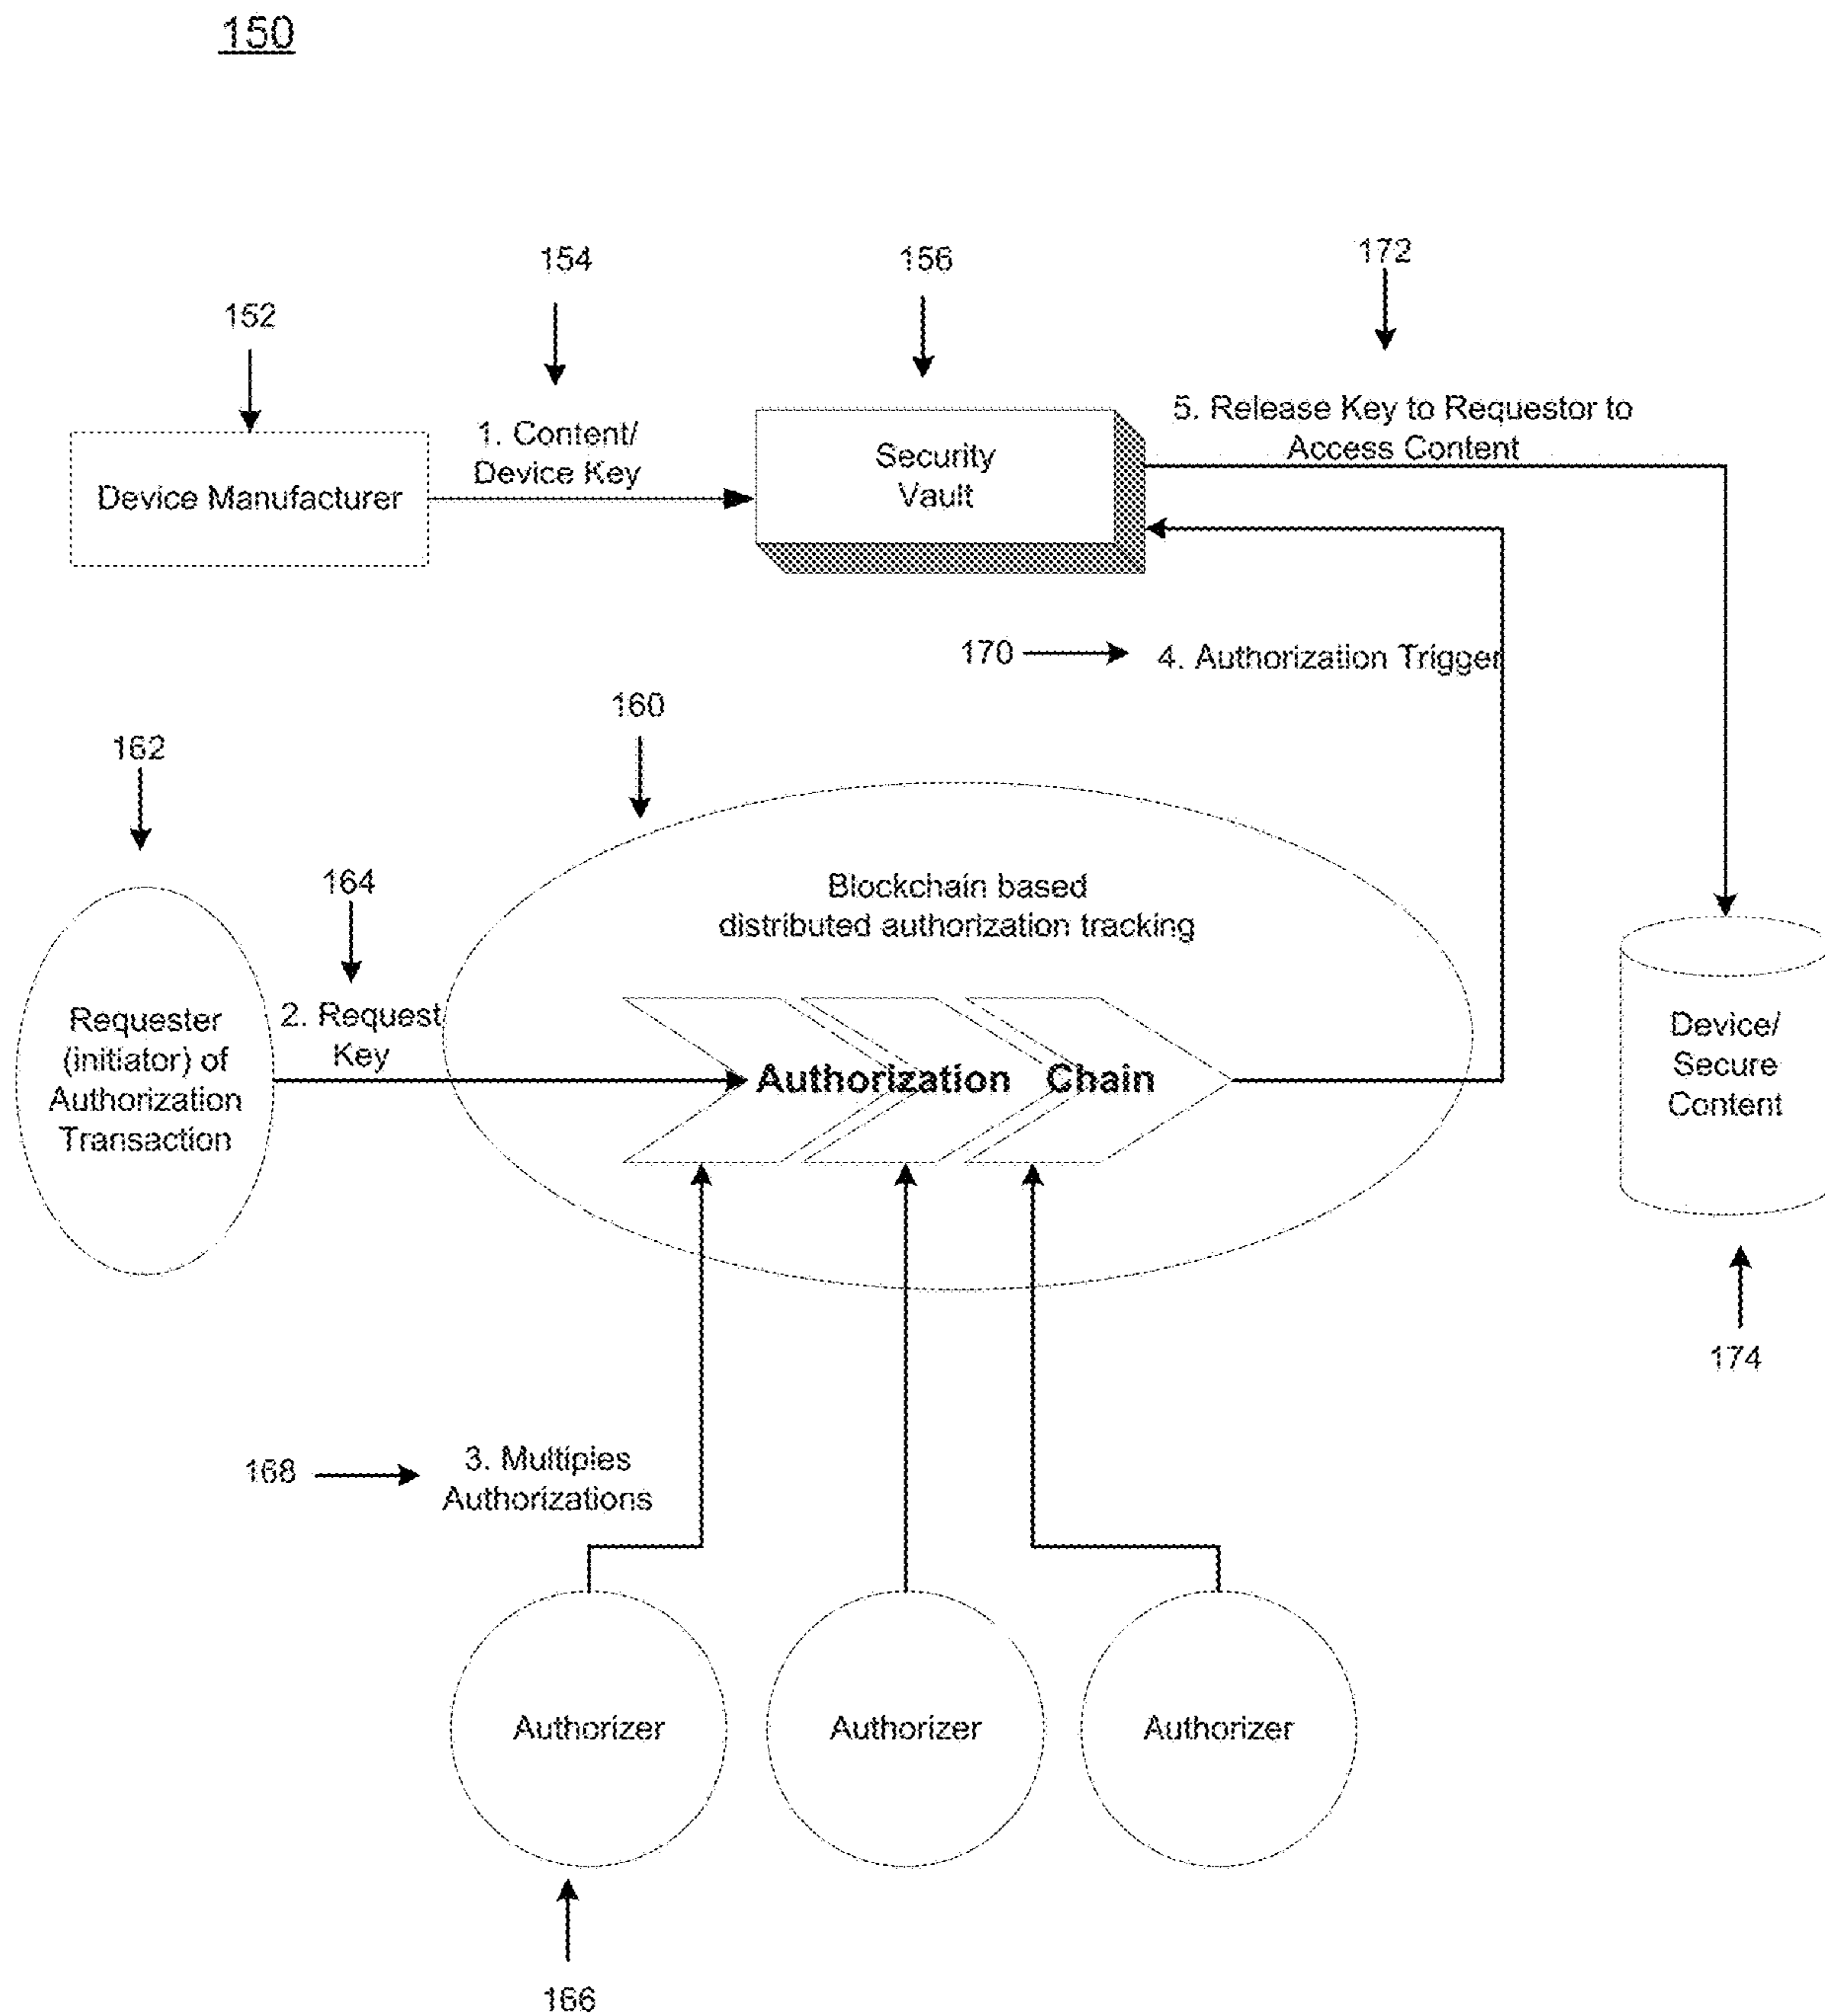 150
154
156
172
152
1. Content/
Device Key
Device Manufacturer
Security
Vault
5. Release Key to Requestor to
Access Content
170
4. Authorization Trigger
160
162
164
2. Request
Key
Blockchain based
distributed authorization tracking
Requester
(initiator) of
Authorization
Transaction
Authorization Chain
Device/
Secure
Content
174
168
3. Multiples
Authorizations
Authorizer
Authorizer
Authorizer
166